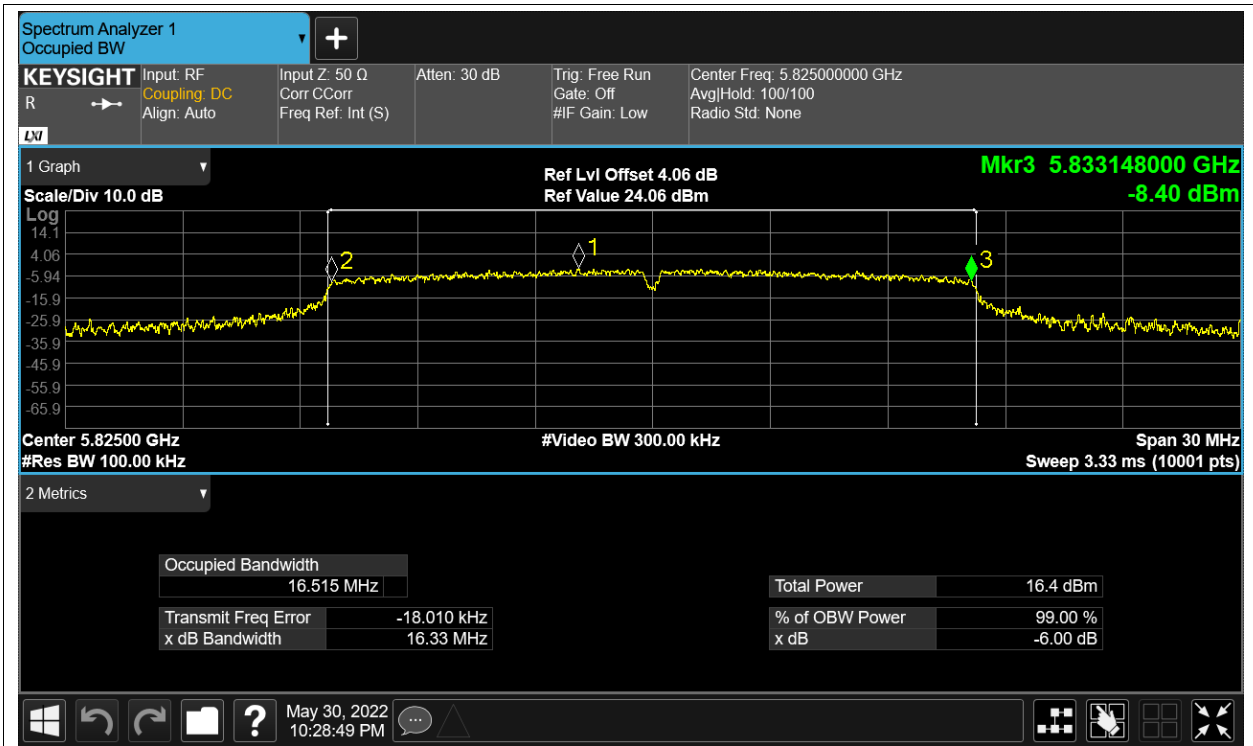 Spectrum Analyzer 1
Occupied BW
KEYSIGHT
R
LXI
Input: RF
Coupling: DC
Align: Auto
Input Z: 50 Ω
Corr CCorr
Freq Ref: Int (S)
Atten: 30 dB
Trig: Free Run
Gate: Off
#IF Gain: Low
Center Freq: 5.825000000 GHz
Avg|Hold: 100/100
Radio Std: None
1 Graph
Scale/Div 10.0 dB
Ref Lvl Offset 4.06 dB
Ref Value 24.06 dBm
Mkr3 5.833148000 GHz
-8.40 dBm
Log
14.1
4.06
-5.94
-15.9
-25.9
-35.9
-45.9
-55.9
-65.9
2
1
3
Center 5.82500 GHz
#Res BW 100.00 kHz
#Video BW 300.00 kHz
Span 30 MHz
Sweep 3.33 ms (10001 pts)
2 Metrics
Occupied Bandwidth
16.515 MHz
Transmit Freq Error -18.010 kHz
x dB Bandwidth 16.33 MHz
Total Power 16.4 dBm
% of OBW Power 99.00 %
x dB -6.00 dB
?
May 30, 2022
10:28:49 PM